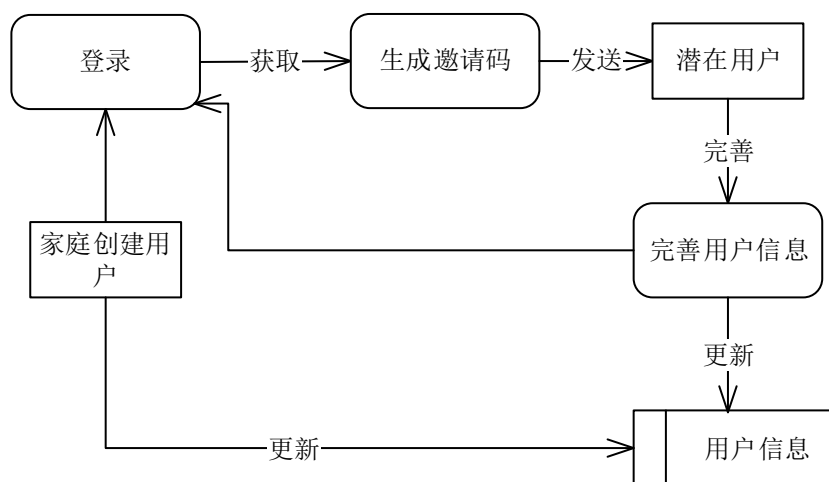 登录
获取
生成邀请码
发送
潜在用户
完善
家庭创建用
户
完善用户信息
更新
更新
用户信息